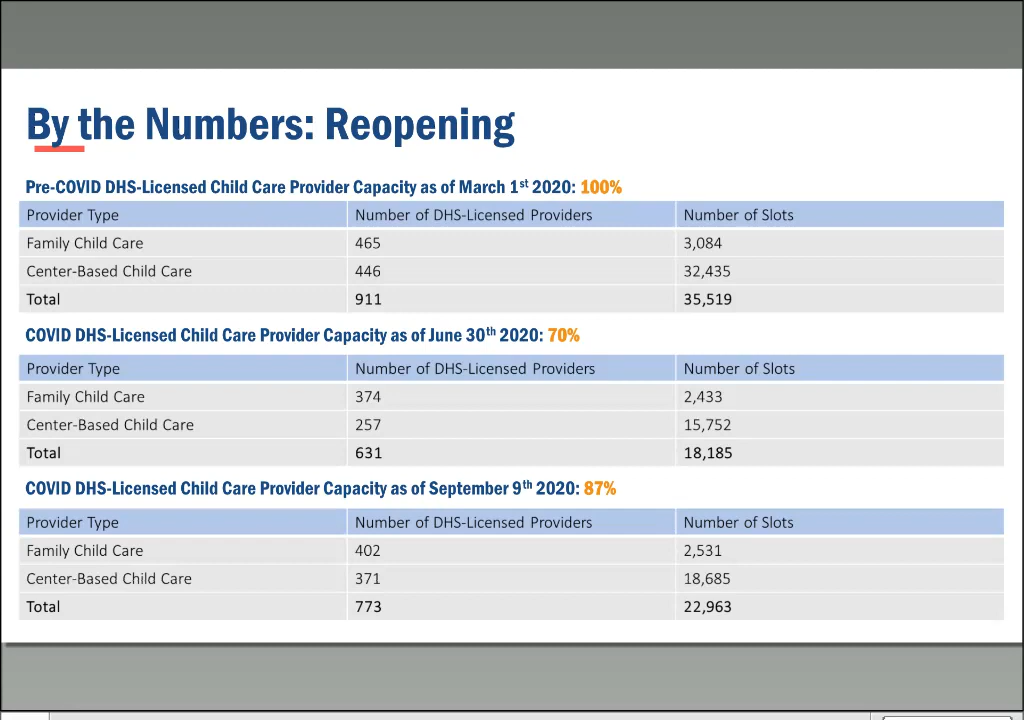 By the Numbers: Reopening
Pre-COVID DHS-Licensed Child Care Provider Capacity as of March 1st 2020: 100%
Provider Type Number of DHS-Licensed Providers Number of Slots
Family Child Care 465 3,084
Center-Based Child Care 446 32,435
Total 911 35,519
COVID DHS-Licensed Child Care Provider Capacity as of June 30th 2020: 70%
Provider Type Number of DHS-Licensed Providers Number of Slots
Family Child Care 374 2,433
Center-Based Child Care 257 15,752
Total 631 18,185
COVID DHS-Licensed Child Care Provider Capacity as of September 9th 2020: 87%
Provider Type Number of DHS-Licensed Providers Number of Slots
Family Child Care 402 2,531
Center-Based Child Care 371 18,685
Total 773 22,963